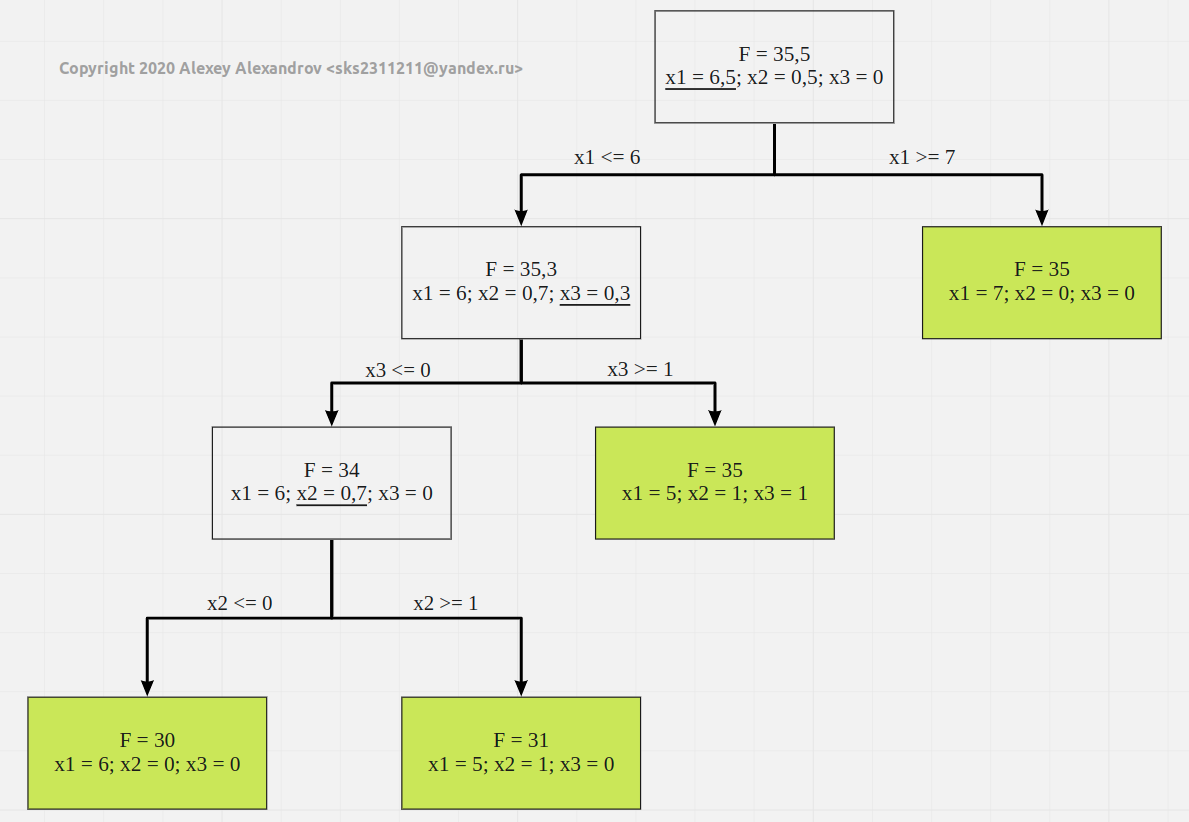 Copyright 2020 Alexey Alexandrov <sks2311211@yandex.ru>
F = 35,5
x1 = 6,5; x2 = 0,5; x3 = 0
x1 <= 6
x1 >= 7
F = 35,3
x1 = 6; x2 = 0,7; x3 = 0,3
F = 35
x1 = 7; x2 = 0; x3 = 0
x3 <= 0
x3 >= 1
F = 34
x1 = 6; x2 = 0,7; x3 = 0
F = 35
x1 = 5; x2 = 1; x3 = 1
x2 <= 0
x2 >= 1
F = 30
x1 = 6; x2 = 0; x3 = 0
F = 31
x1 = 5; x2 = 1; x3 = 0